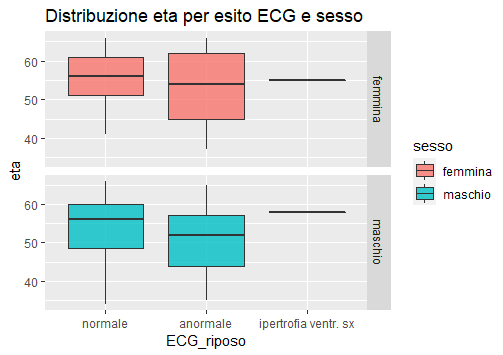 Distribuzione eta per esito ECG e sesso
60
50
40
femmina
60
50
40
maschio
eta
normale
anormale
ipertrofia ventr. sx
ECG_riposo
sesso
femmina
maschio